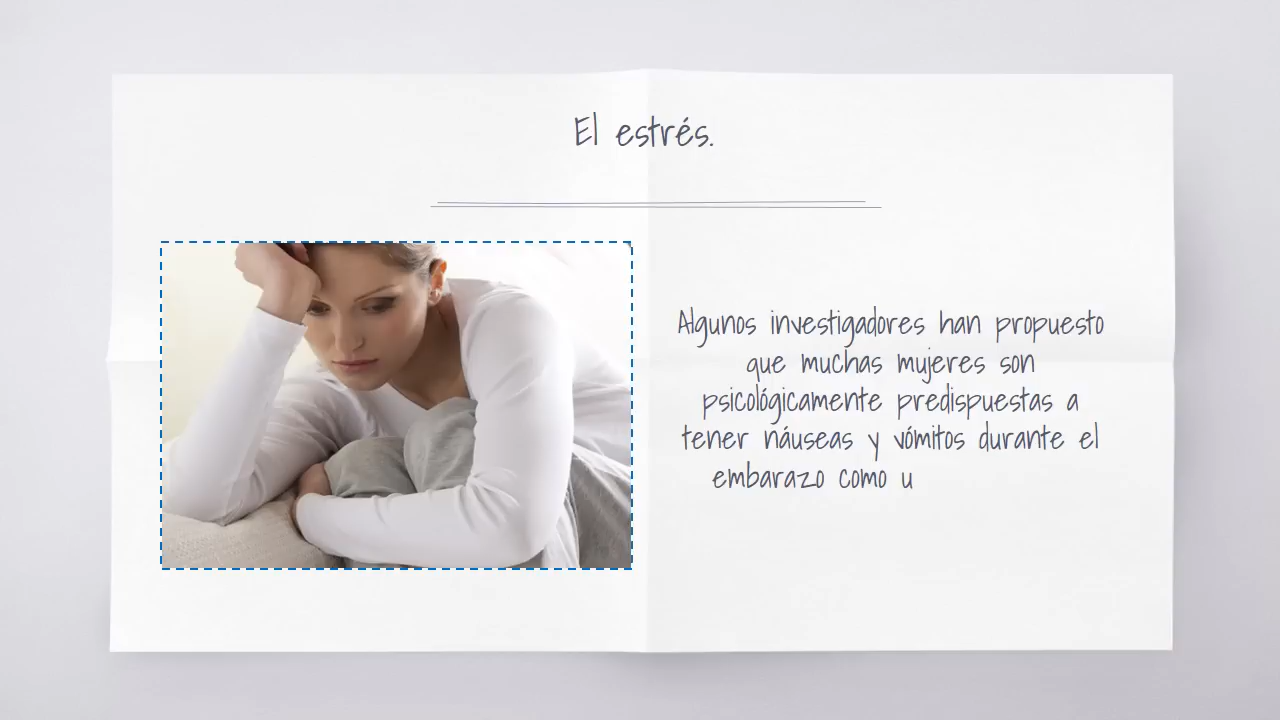 El estrés.
Algunos investigadores han propuesto
que muchas mujeres son
psicológicamente predispuestas a
tener náuseas y vómitos durante el
embarazo como u